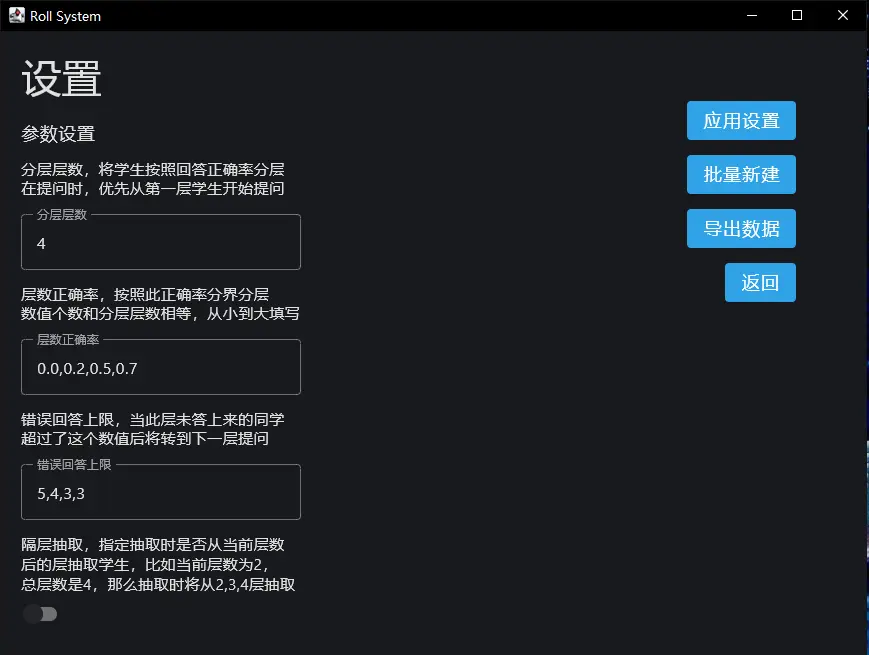 Roll System
设置
参数设置
分层层数，将学生按照回答正确率分层
在提问时，优先从第一层学生开始提问
分层层数
4
层数正确率，按照此正确率分界分层
数值个数和分层层数相等，从小到大填写
层数正确率
0.0,0.2,0.5,0.7
错误回答上限，当此层未答上来的同学
超过了这个数值后将转到下一层提问
错误回答上限
5,4,3,3
隔层抽取，指定抽取时是否从当前层数
后的层抽取学生，比如当前层数为2，
总层数是4，那么抽取时将从2,3,4层抽取
应用设置
批量新建
导出数据
返回